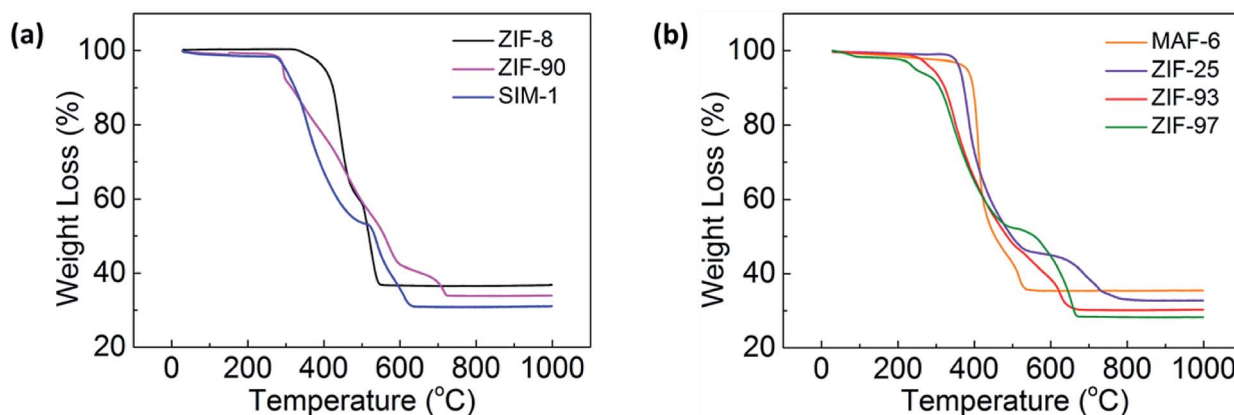 (a)
Weight Loss (%)
100
80
60
40
20
ZIF-8
ZIF-90
SIM-1
0 200 400 600 800 1000
Temperature (°C)
(b)
Weight Loss (%)
100
80
60
40
20
MAF-6
ZIF-25
ZIF-93
ZIF-97
0 200 400 600 800 1000
Temperature (°C)